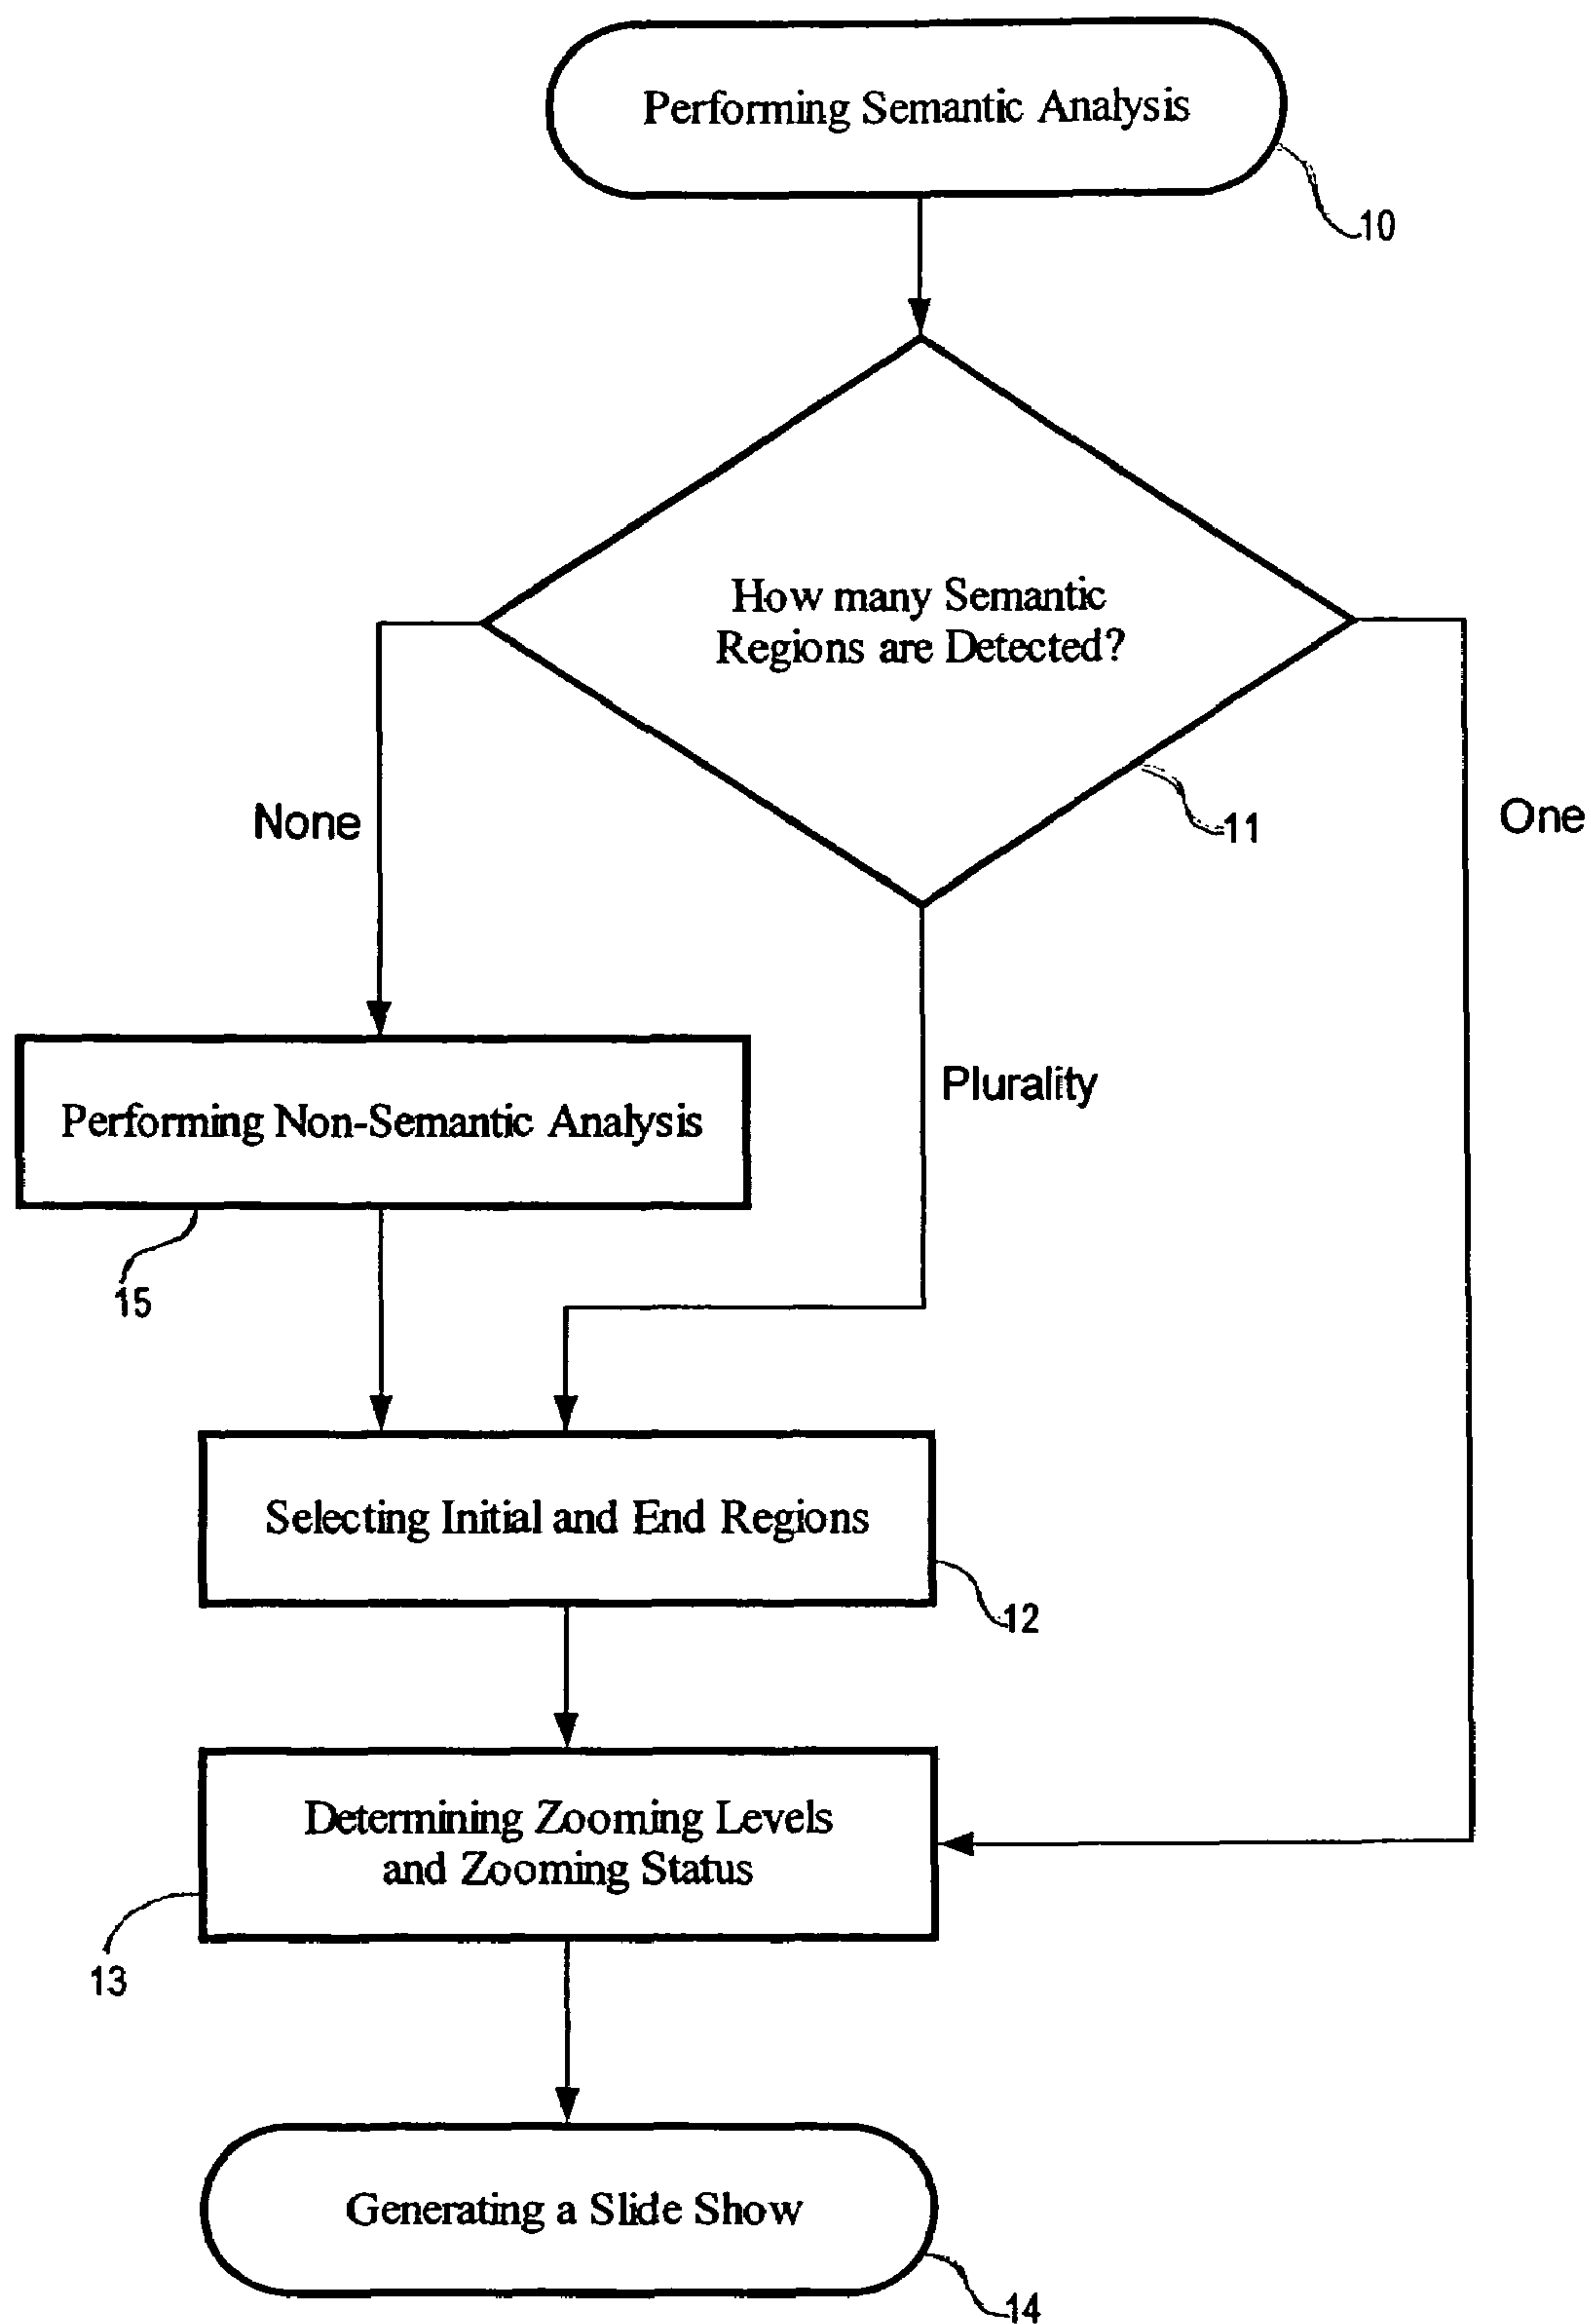 Performing Semantic Analysis
10
How many Semantic
Regions are Detected?
11
None
One
Plurality
Performing Non-Semantic Analysis
15
Selecting Initial and End Regions
12
Determining Zooming Levels
and Zooming Status
13
Generating a Slide Show
14